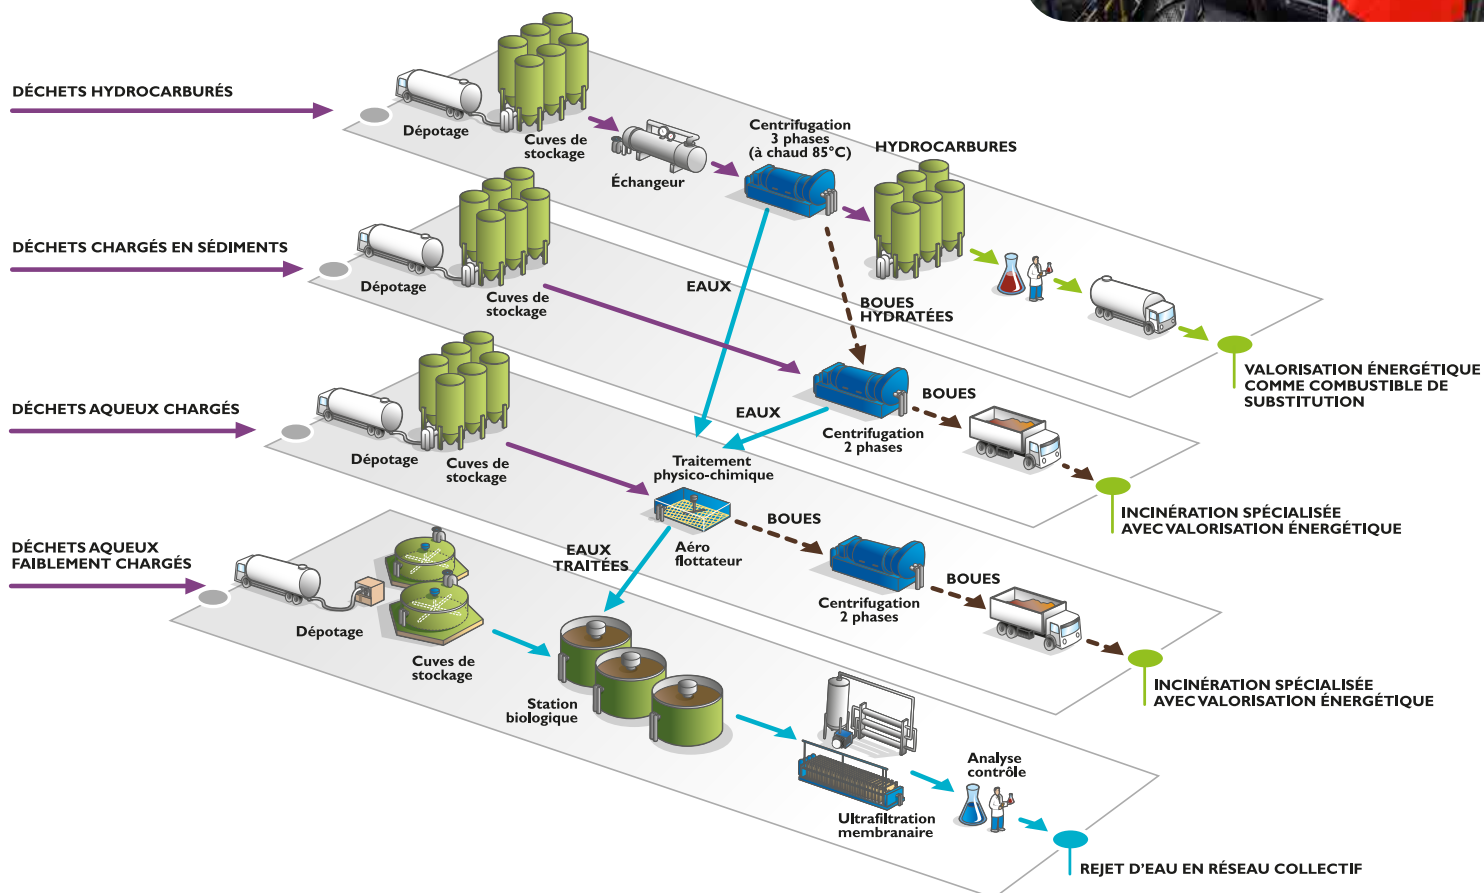 DÉCHETS HYDROCARBURÉS
Dépotage
Cuves de
stockage
Échangeur
Centrifugation
3 phases
(à chaud 85°C)
HYDROCARBURES
EAUX
BOUES
HYDRATÉES
VALORISATION ÉNERGÉTIQUE
COMME COMBUSTIBLE DE
SUBSTITUTION
DÉCHETS CHARGÉS EN SÉDIMENTS
Dépotage
Cuves de
stockage
EAUX
Centrifugation
2 phases
BOUES
INCINÉRATION SPÉCIALISÉE
AVEC VALORISATION ÉNERGÉTIQUE
DÉCHETS AQUEUX CHARGÉS
Dépotage
Cuves de
stockage
Traitement
physico-chimique
Aéro
flottateur
BOUES
Centrifugation
2 phases
BOUES
INCINÉRATION SPÉCIALISÉE
AVEC VALORISATION ÉNERGÉTIQUE
EAUX
TRAITÉES
DÉCHETS AQUEUX
FAIBLEMENT CHARGÉS
Dépotage
Cuves de
stockage
Station
biologique
Ultrafiltration
membranaire
Analyse
contrôle
REJET D'EAU EN RÉSEAU COLLECTIF